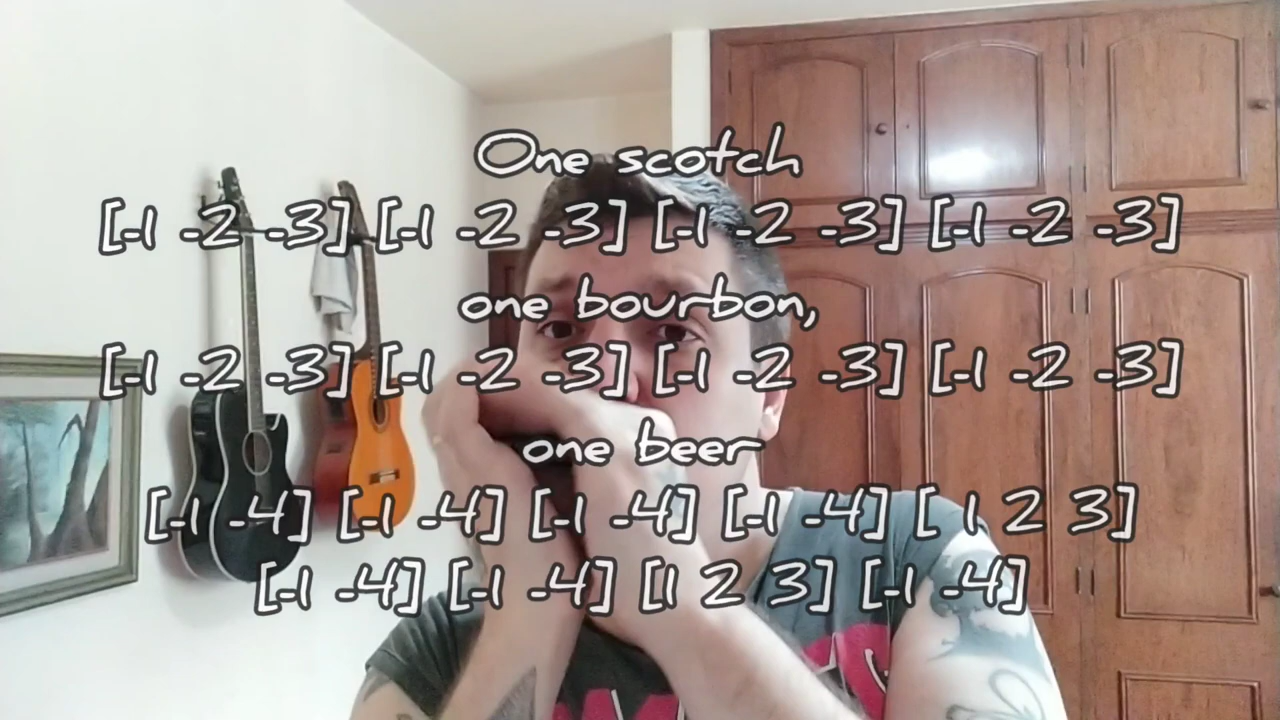 One scotch
[-1 -2 -3] [-1 -2 -3] [-1 -2 -3] [-1 -2 -3]
one bourbon,
[-1 -2 -3] [-1 -2 -3] [-1 -2 -3] [-1 -2 -3]
one beer
[-1 -4] [-1 -4] [-1 -4] [-1 -4] [ 1 2 3]
[-1 -4] [-1 -4] [1 2 3] [-1 -4]